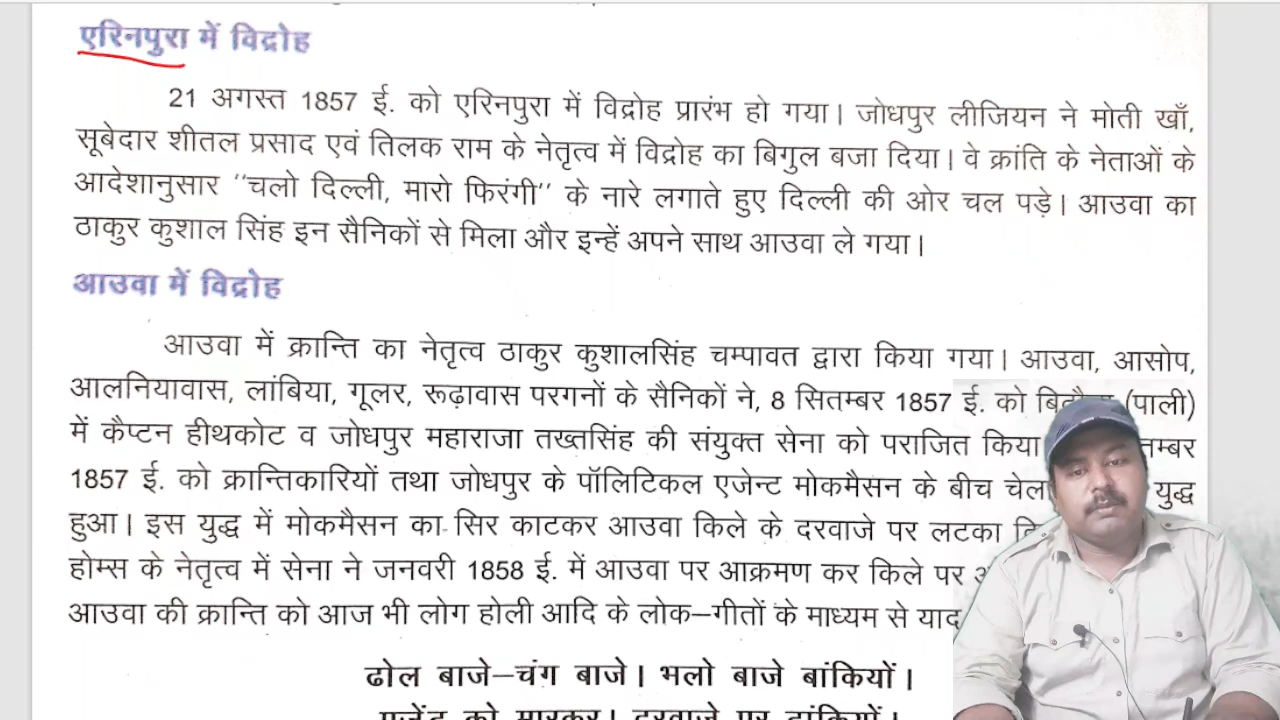 एरिनपुरा में विद्रोह
21 अगस्त 1857 ई. को एरिनपुरा में विद्रोह प्रारंभ हो गया। जोधपुर लीजियन ने मोती खाँ,
सूबेदार शीतल प्रसाद एवं तिलक राम के नेतृत्व में विद्रोह का बिगुल बजा दिया। वे क्रांति के नेताओं के
आदेशानुसार ''चलो दिल्ली, मारो फिरंगी'' के नारे लगाते हुए दिल्ली की ओर चल पड़े। आउवा का
ठाकुर कुशाल सिंह इन सैनिकों से मिला और इन्हें अपने साथ आउवा ले गया।
आउवा में विद्रोह
आउवा में क्रान्ति का नेतृत्व ठाकुर कुशालसिंह चम्पावत द्वारा किया गया। आउवा, आसोप,
आलनियावास, लांबिया, गूलर, रूढ़ावास परगनों के सैनिकों ने, 8 सितम्बर 1857 ई. को (पाली)
में कैप्टन हीथकोट व जोधपुर महाराजा तख्तसिंह की संयुक्त सेना को पराजित किया
1857 ई. को क्रान्तिकारियों तथा जोधपुर के पॉलिटिकल एजेन्ट मोकमैसन के बीच युद्ध
हुआ। इस युद्ध में मोकमैसन का सिर काटकर आउवा किले के दरवाजे पर लटका
होम्स के नेतृत्व में सेना ने जनवरी 1858 ई. में आउवा पर आक्रमण कर किले पर
आउवा की क्रान्ति को आज भी लोग होली आदि के लोक–गीतों के माध्यम से याद
ढोल बाजे–चंग बाजे। भलो बाजे बांकियों।